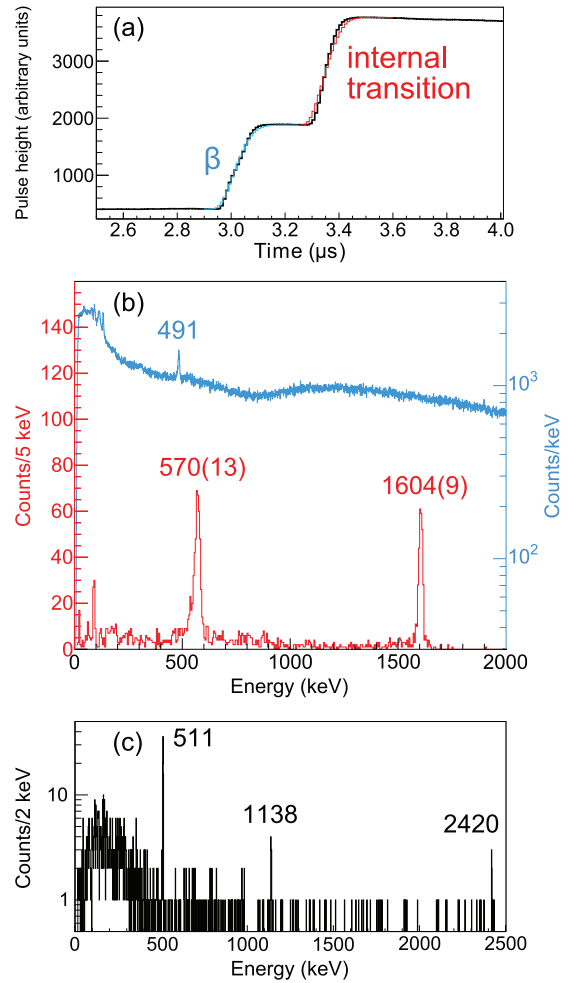 (a)
Pulse height (arbitrary units)
3000
2000
1000
β
internal
transition
2.6 2.8 3.0 3.2 3.4 3.6 3.8 4.0
Time (μs)
(b)
Counts/5 keV
140
120
100
80
60
40
20
0
491
570(13)
1604(9)
10³
10²
Counts/keV
0 500 1000 1500 2000
Energy (keV)
(c)
Counts/2 keV
10
1
511
1138
2420
0 500 1000 1500 2000 2500
Energy (keV)